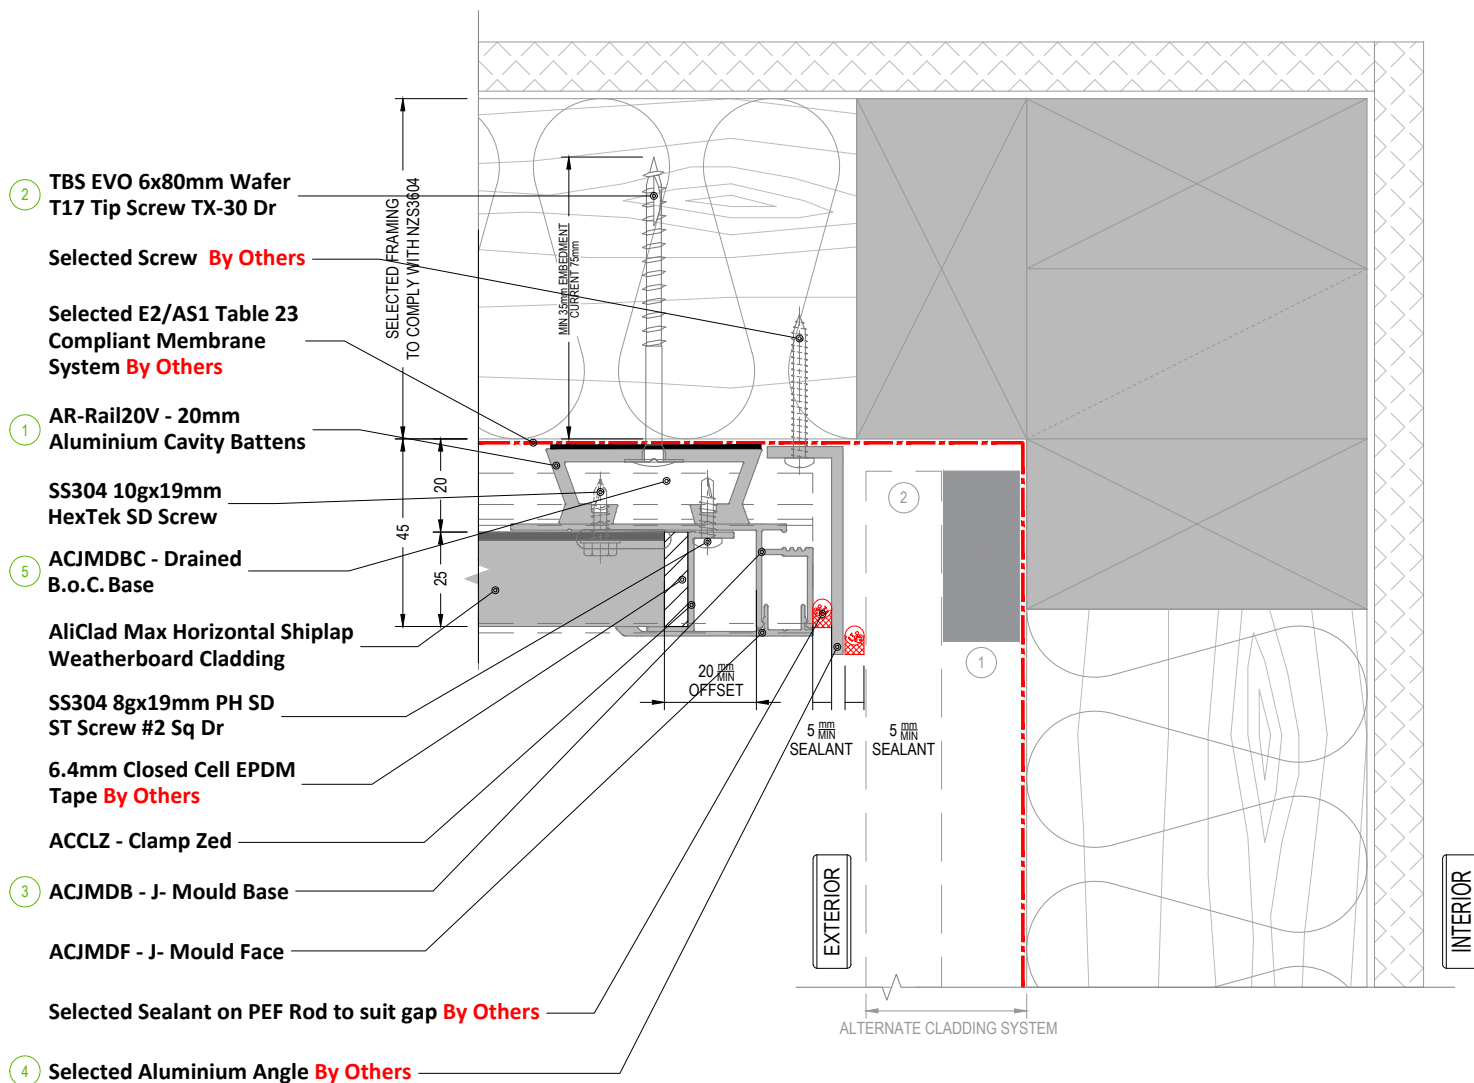 2
TBS EVO 6x80mm Wafer
T17 Tip Screw TX-30 Dr
Selected Screw By Others
Selected E2/AS1 Table 23
Compliant Membrane
System By Others
1
AR-Rail20V - 20mm
Aluminium Cavity Battens
SS304 10gx19mm
HexTek SD Screw
5
ACJMDBC - Drained
B.o.C. Base
AliClad Max Horizontal Shiplap
Weatherboard Cladding
SS304 8gx19mm PH SD
ST Screw #2 Sq Dr
6.4mm Closed Cell EPDM
Tape By Others
ACCLZ - Clamp Zed
3
ACJMDB - J- Mould Base
ACJMDF - J- Mould Face
Selected Sealant on PEF Rod to suit gap By Others
4
Selected Aluminium Angle By Others
SELECTED FRAMING
TO COMPLY WITH NZS3604
MIN 35mm EMBEDMENT
CURRENT 75mm
45
20
25
20 mm MIN
OFFSET
5 mm MIN
SEALANT
5 mm MIN
SEALANT
2
1
EXTERIOR
INTERIOR
ALTERNATE CLADDING SYSTEM